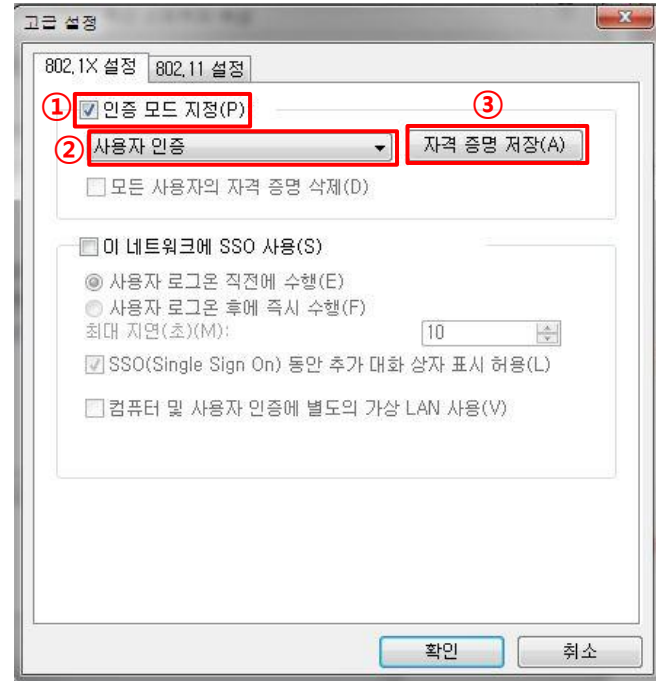 고급 설정
802.1X 설정 802.11 설정
① 인증 모드 지정(P) ③
② 사용자 인증 자격 증명 저장(A)
모든 사용자의 자격 증명 삭제(D)
이 네트워크에 SSO 사용(S)
사용자 로그온 직전에 수행(E)
사용자 로그온 후에 즉시 수행(F)
최대 지연(초)(M): 10
SSO(Single Sign On) 동안 추가 대화 상자 표시 허용(L)
컴퓨터 및 사용자 인증에 별도의 가상 LAN 사용(V)
확인 취소